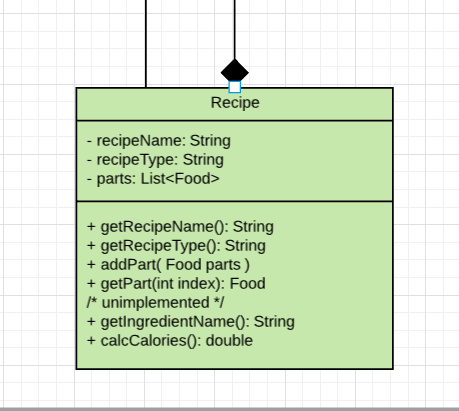 Recipe
- recipeName: String
- recipeType: String
- parts: List<Food>
+ getRecipeName(): String
+ getRecipeType(): String
+ addPart( Food parts )
+ getPart(int index): Food
/* unimplemented */
+ getIngredientName(): String
+ calcCalories(): double